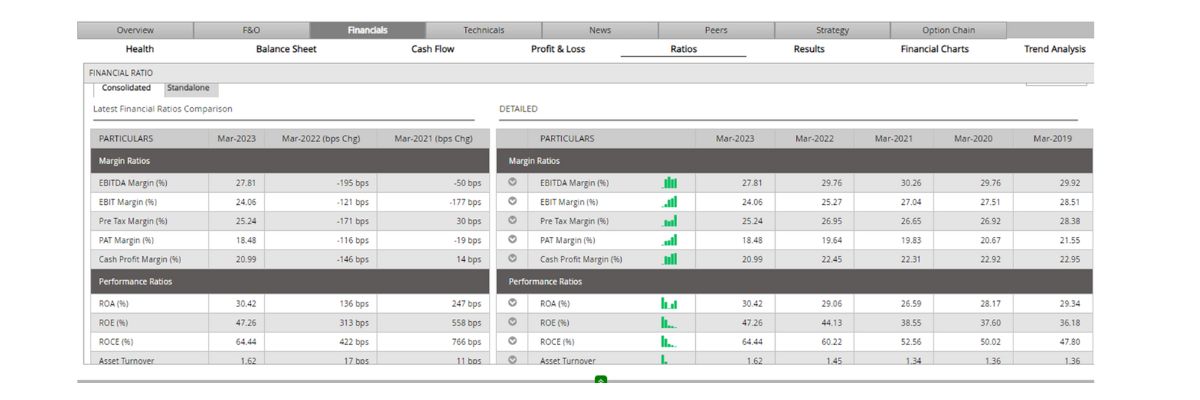 Overview F&O Financials Technicals News Peers Strategy Option Chain
Health Balance Sheet Cash Flow Profit & Loss Ratios Results Financial Charts Trend Analysis
FINANCIAL RATIO
Consolidated Standalone
Latest Financial Ratios Comparison
PARTICULARS Mar-2023 Mar-2022 (bps Chg) Mar-2021 (bps Chg)
Margin Ratios
EBITDA Margin (%) 27.81 -195 bps -50 bps
EBIT Margin (%) 24.06 -121 bps -177 bps
Pre Tax Margin (%) 25.24 -171 bps 30 bps
PAT Margin (%) 18.48 -116 bps -19 bps
Cash Profit Margin (%) 20.99 -146 bps 14 bps
Performance Ratios
ROA (%) 30.42 136 bps 247 bps
ROE (%) 47.26 313 bps 558 bps
ROCE (%) 64.44 422 bps 766 bps
Asset Turnover 1.62 17 bps 11 bps
DETAILED
PARTICULARS Mar-2023 Mar-2022 Mar-2021 Mar-2020 Mar-2019
Margin Ratios
EBITDA Margin (%) 27.81 29.76 30.26 29.76 29.92
EBIT Margin (%) 24.06 25.27 27.04 27.51 28.51
Pre Tax Margin (%) 25.24 26.95 26.65 26.92 28.38
PAT Margin (%) 18.48 19.64 19.83 20.67 21.55
Cash Profit Margin (%) 20.99 22.45 22.31 22.92 22.95
Performance Ratios
ROA (%) 30.42 29.06 26.59 28.17 29.34
ROE (%) 47.26 44.13 38.55 37.60 36.18
ROCE (%) 64.44 60.22 52.56 50.02 47.80
Asset Turnover 1.62 1.45 1.34 1.36 1.36